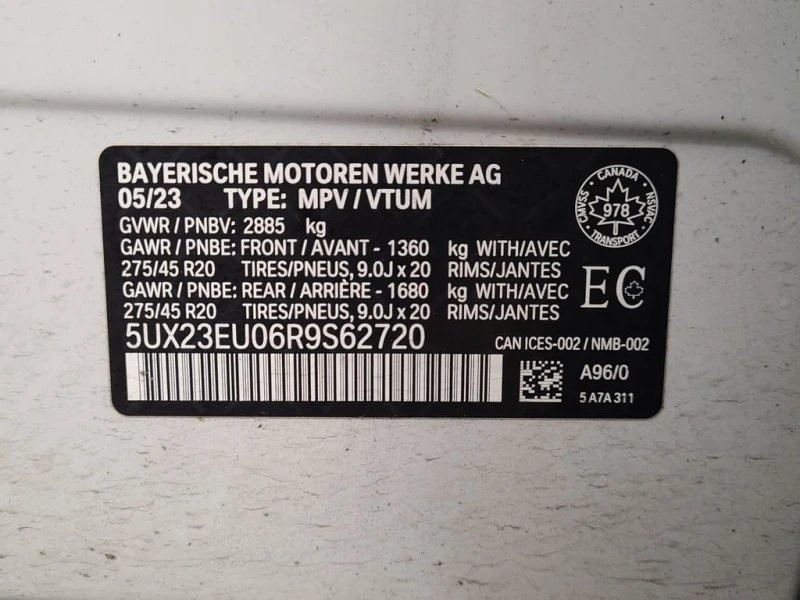 BAYERISCHE MOTOREN WERKE AG
05/23 TYPE: MPV / VTUM
GVWR / PNBV: 2885 kg
GAWR / PNBE: FRONT / AVANT - 1360 kg WITH/AVEC
275/45 R20 TIRES/PNEUS, 9.0J x 20 RIMS/JANTES
GAWR / PNBE: REAR / ARRIÈRE - 1680 kg WITH/AVEC
275/45 R20 TIRES/PNEUS, 9.0J x 20 RIMS/JANTES
5UX23EU06R9S62720
CANADA
CMVSS 978 NSVAC
TRANSPORT
EC
CAN ICES-002 / NMB-002
A96/0
5 A7A 311